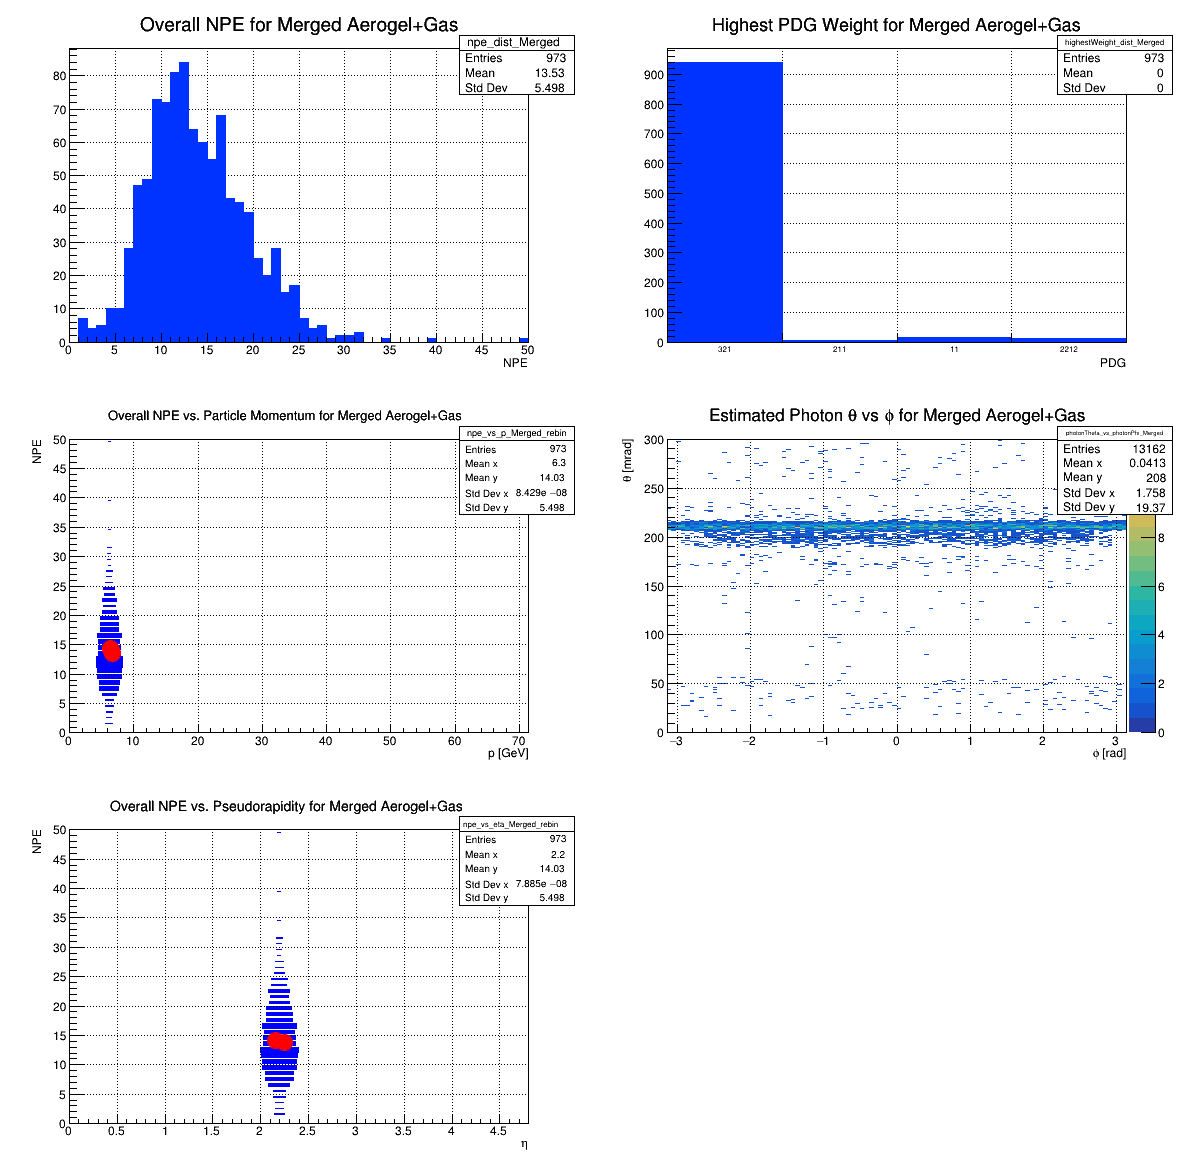 Overall NPE for Merged Aerogel+Gas
npe_dist_Merged
Entries 973
Mean 13.53
Std Dev 5.498
80
70
60
50
40
30
20
10
0
0 5 10 15 20 25 30 35 40 45 50
NPE
Highest PDG Weight for Merged Aerogel+Gas
highestWeight_dist_Merged
Entries 973
Mean 0
Std Dev 0
900
800
700
600
500
400
300
200
100
0
321 211 11 2212
PDG
Overall NPE vs. Particle Momentum for Merged Aerogel+Gas
npe_vs_p_Merged_rebin
Entries 973
Mean x 6.3
Mean y 14.03
Std Dev x 8.429e −08
Std Dev y 5.498
NPE
50
45
40
35
30
25
20
15
10
5
0
0 10 20 30 40 50 60 70
p [GeV]
Estimated Photon θ vs ϕ for Merged Aerogel+Gas
photonTheta_vs_photonPhi_Merged
Entries 13162
Mean x 0.0413
Mean y 208
Std Dev x 1.758
Std Dev y 19.37
θ [mrad]
300
250
200
150
100
50
0
−3 −2 −1 0 1 2 3
ϕ [rad]
8
6
4
2
0
Overall NPE vs. Pseudorapidity for Merged Aerogel+Gas
npe_vs_eta_Merged_rebin
Entries 973
Mean x 2.2
Mean y 14.03
Std Dev x 7.885e −08
Std Dev y 5.498
NPE
50
45
40
35
30
25
20
15
10
5
0
0 0.5 1 1.5 2 2.5 3 3.5 4 4.5
η